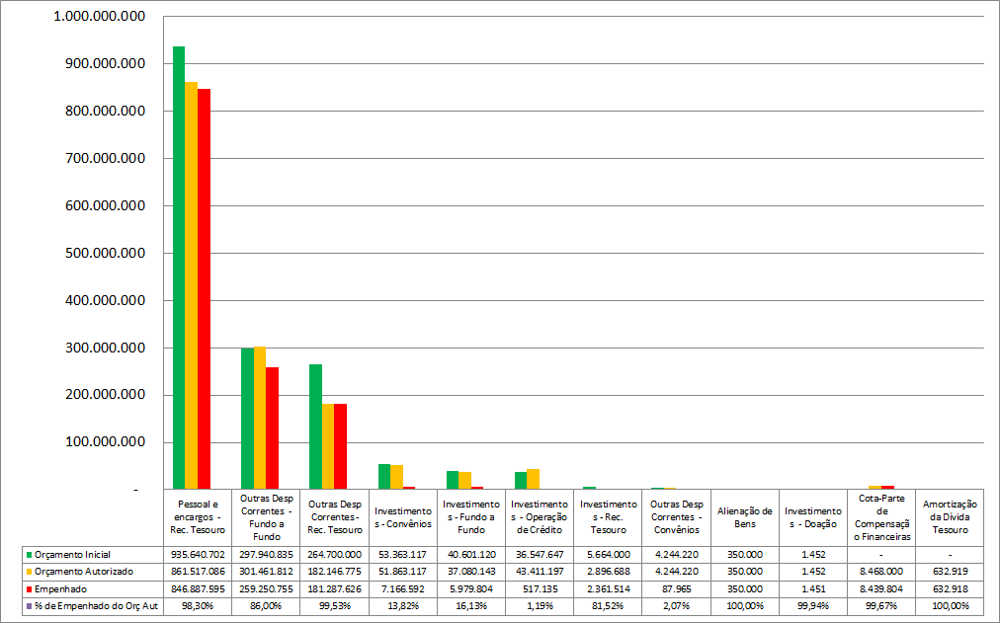 1.000.000.000
900.000.000
800.000.000
700.000.000
600.000.000
500.000.000
400.000.000
300.000.000
200.000.000
100.000.000
-
Pessoal e
encargos -
Rec. Tesouro
Outras Desp
Correntes -
Fundo a
Fundo
Outras Desp
Correntes-
Rec. Tesouro
Investimento
s - Convênios
Investimento
s - Fundo a
Fundo
Investimento
s - Operação
de Crédito
Investimento
s - Rec.
Tesouro
Outras Desp
Correntes -
Convênios
Alienação de
Bens
Investimento
s - Doação
Cota-Parte
de
Compensaçã
o Financeiras
Amortização
da Dívida
Tesouro
Orçamento Inicial 935.640.702 297.940.835 264.700.000 53.363.117 40.601.120 36.547.647 5.664.000 4.244.220 350.000 1.452 - -
Orçamento Autorizado 861.517.086 301.461.812 182.146.775 51.863.117 37.080.143 43.411.197 2.896.688 4.244.220 350.000 1.452 8.468.000 632.919
Empenhado 846.887.595 259.250.755 181.287.626 7.166.592 5.979.804 517.135 2.361.514 87.965 350.000 1.451 8.439.804 632.918
% de Empenhado do Orç Aut 98,30% 86,00% 99,53% 13,82% 16,13% 1,19% 81,52% 2,07% 100,00% 99,94% 99,67% 100,00%